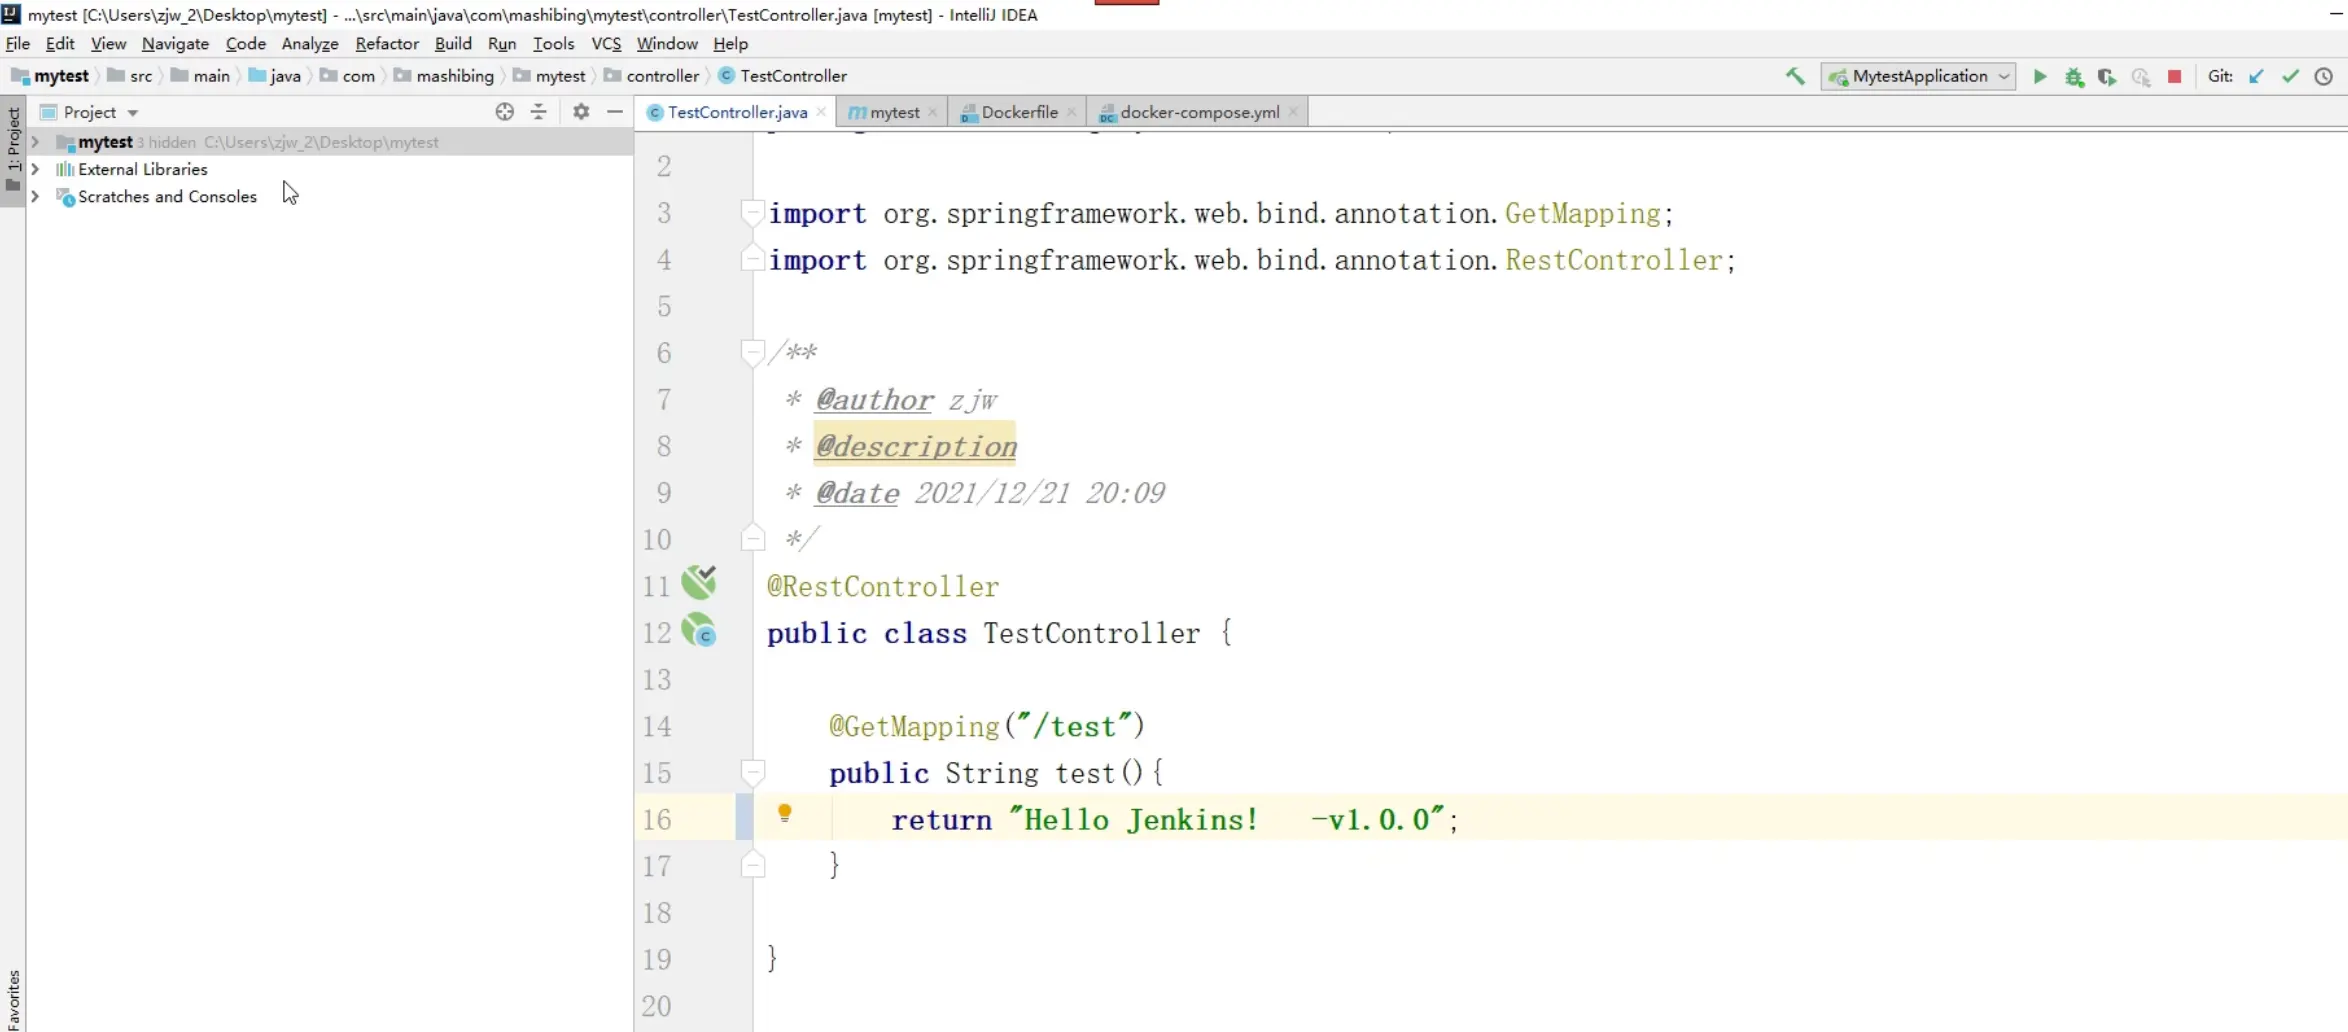 mytest [C:\Users\zjw_2\Desktop\mytest] - ...\src\main\java\com\mashibing\mytest\controller\TestController.java [mytest] - IntelliJ IDEA
File Edit View Navigate Code Analyze Refactor Build Run Tools VCS Window Help
mytest src main java com mashibing mytest controller TestController MytestApplication Git:
Project TestController.java mytest Dockerfile docker-compose.yml
1: Project
mytest 3 hidden C:\Users\zjw_2\Desktop\mytest
External Libraries
Scratches and Consoles
2
3 import org.springframework.web.bind.annotation.GetMapping;
4 import org.springframework.web.bind.annotation.RestController;
5
6 /**
7 * @author zjw
8 * @description
9 * @date 2021/12/21 20:09
10 */
11 @RestController
12 public class TestController {
13
14 @GetMapping("/test")
15 public String test(){
16 return "Hello Jenkins!   -v1.0.0";
17 }
18
19 }
20
Favorites